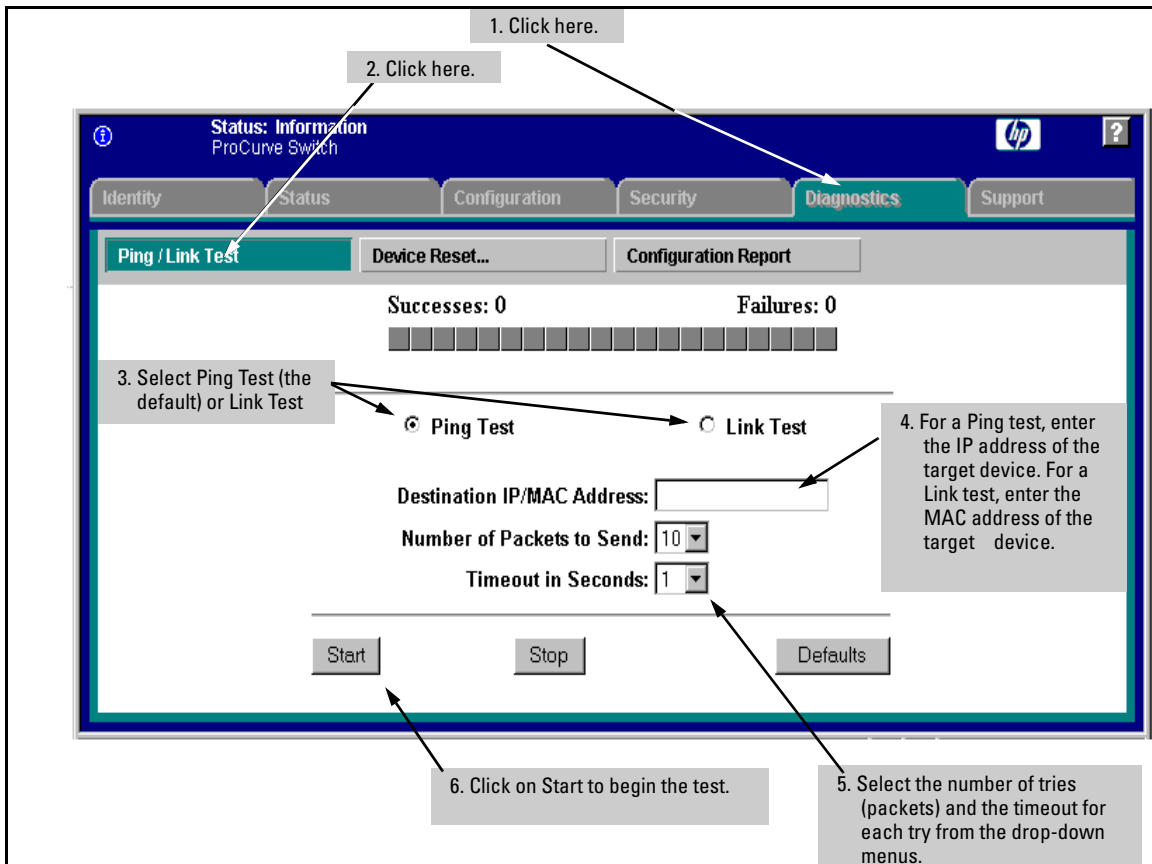 1. Click here.
2. Click here.
Status: Information
ProCurve Switch
hp
?
Identity
Status
Configuration
Security
Diagnostics
Support
Ping / Link Test
Device Reset...
Configuration Report
Successes: 0
Failures: 0
3. Select Ping Test (the
default) or Link Test
Ping Test
Link Test
4. For a Ping test, enter
the IP address of the
target device. For a
Link test, enter the
MAC address of the
target device.
Destination IP/MAC Address:
Number of Packets to Send: 10
Timeout in Seconds: 1
Start
Stop
Defaults
6. Click on Start to begin the test.
5. Select the number of tries
(packets) and the timeout for
each try from the drop-down
menus.